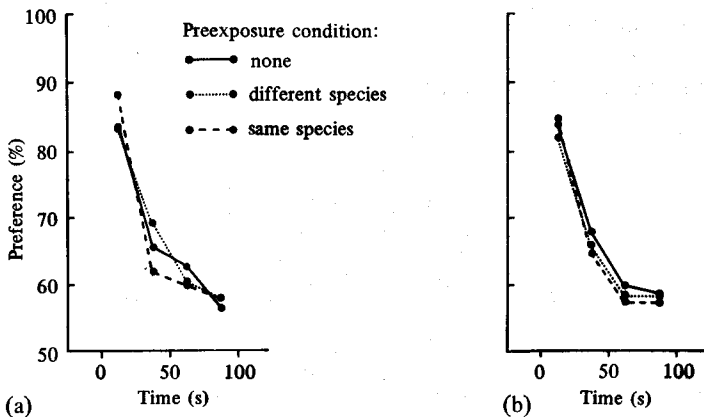 100
90
80
70
60
50
Preference (%)
Preexposure condition:
none
different species
same species
0 50 100
Time (s)
(a)
0 50 100
Time (s)
(b)